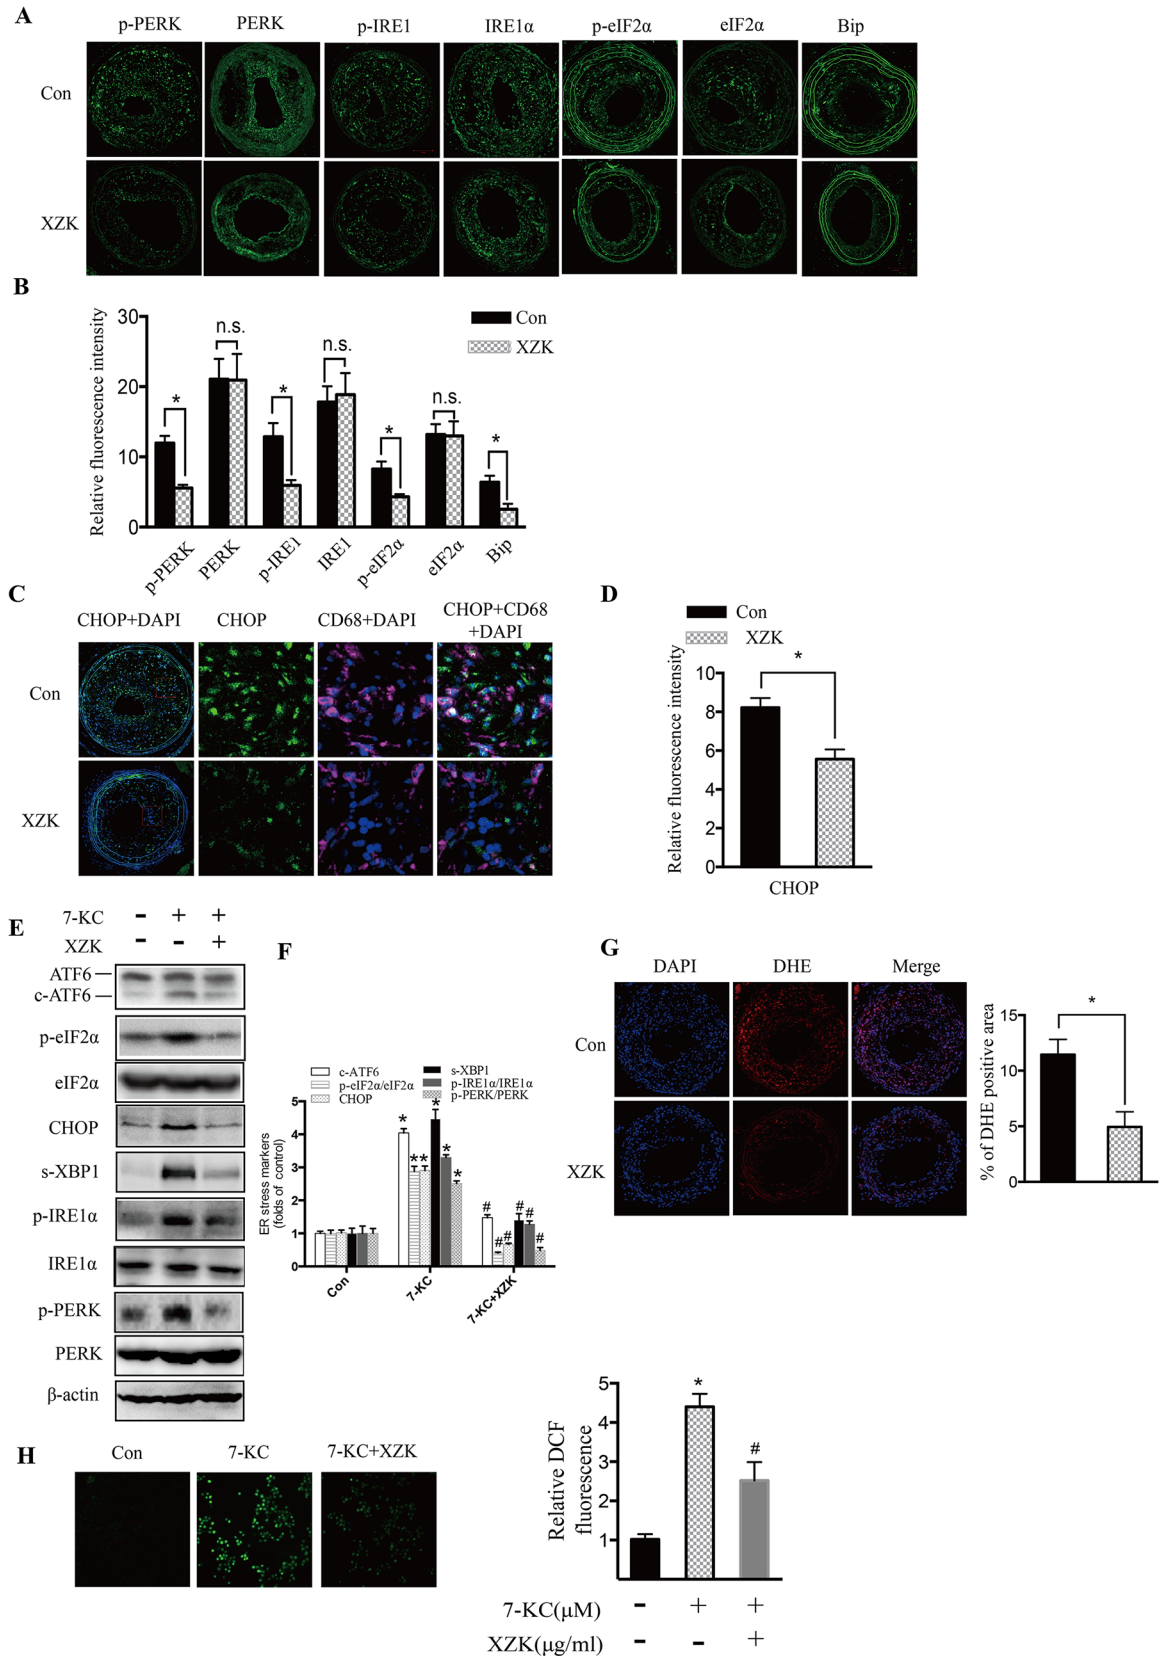 A
p-PERK PERK p-IRE1 IRE1α p-eIF2α eIF2α Bip
Con
XZK
B
Relative fluorescence intensity
30
20
10
0
Con
XZK
* n.s. * n.s. * n.s. *
p-PERK PERK p-IRE1 IRE1 p-eIF2α eIF2α Bip
C
CHOP+DAPI CHOP CD68+DAPI CHOP+CD68
+DAPI
Con
XZK
D
Con
XZK
Relative fluorescence intensity
10
8
6
4
2
0
*
CHOP
E
7-KC - + +
XZK - - +
ATF6
c-ATF6
p-eIF2α
eIF2α
CHOP
s-XBP1
p-IRE1α
IRE1α
p-PERK
PERK
β-actin
F
c-ATF6 s-XBP1
p-eIF2α/eIF2α p-IRE1α/IRE1α
CHOP p-PERK/PERK
ER stress markers
(folds of control)
5
4
3
2
1
0
* * * * * *
# # # # # #
Con 7-KC 7-KC+XZK
G
DAPI DHE Merge
Con
XZK
% of DHE positive area
15
10
5
0
*
H
Con 7-KC 7-KC+XZK
Relative DCF
fluorescence
5
4
3
2
1
*
#
7-KC(μM) - + +
XZK(μg/ml) - - +